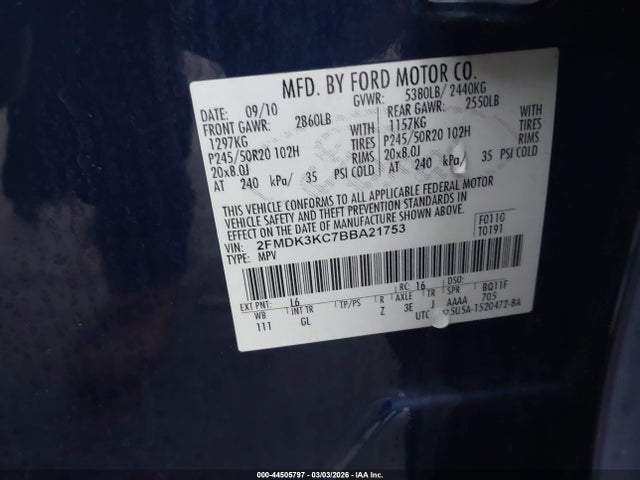 MFD. BY FORD MOTOR CO.
DATE: 09/10 GVWR: 5380LB/ 2440KG
FRONT GAWR: 2860LB REAR GAWR: 2550LB
1297KG WITH 1157KG WITH
P245/50R20 102H TIRES P245/50R20 102H TIRES
20x8.0J RIMS 20x8.0J RIMS
AT 240 kPa/ 35 PSI COLD AT 240 kPa/ 35 PSI COLD
THIS VEHICLE CONFORMS TO ALL APPLICABLE FEDERAL MOTOR
VEHICLE SAFETY AND BUMPER AND THEFT PREVENTION STANDARDS IN
EFFECT ON THE DATE OF MANUFACTURE SHOWN ABOVE.
VIN: 2FMDK3KC7BBA21753 F0110
TYPE: MPV T0191
EXT PNT: L6 RC: 16 DSO:
WB INT TR TP/PS R AXLE TR SPR BQ11F
111 GL Z 3E J AAAA 705
UTC 5U5A-1520472-BA
000-44505797 - 03/03/2026 - IAA Inc.